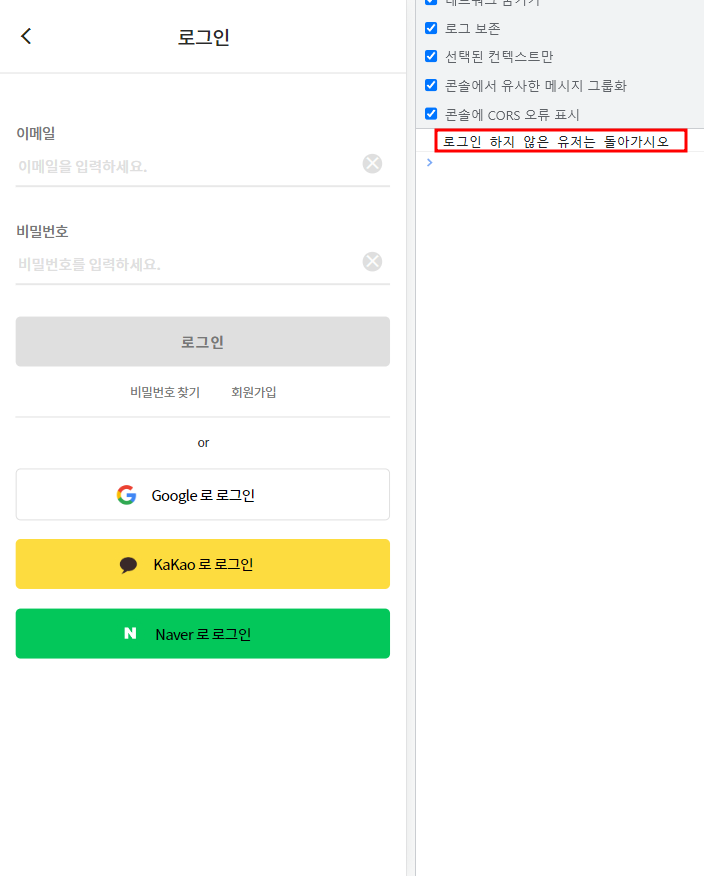 로그인
이메일
이메일을 입력하세요.
비밀번호
비밀번호를 입력하세요.
로그인
비밀번호 찾기 회원가입
or
Google 로 로그인
KaKao 로 로그인
N Naver 로 로그인
로그 보존
선택된 컨텍스트만
콘솔에서 유사한 메시지 그룹화
콘솔에 CORS 오류 표시
로그인 하지 않은 유저는 돌아가시오